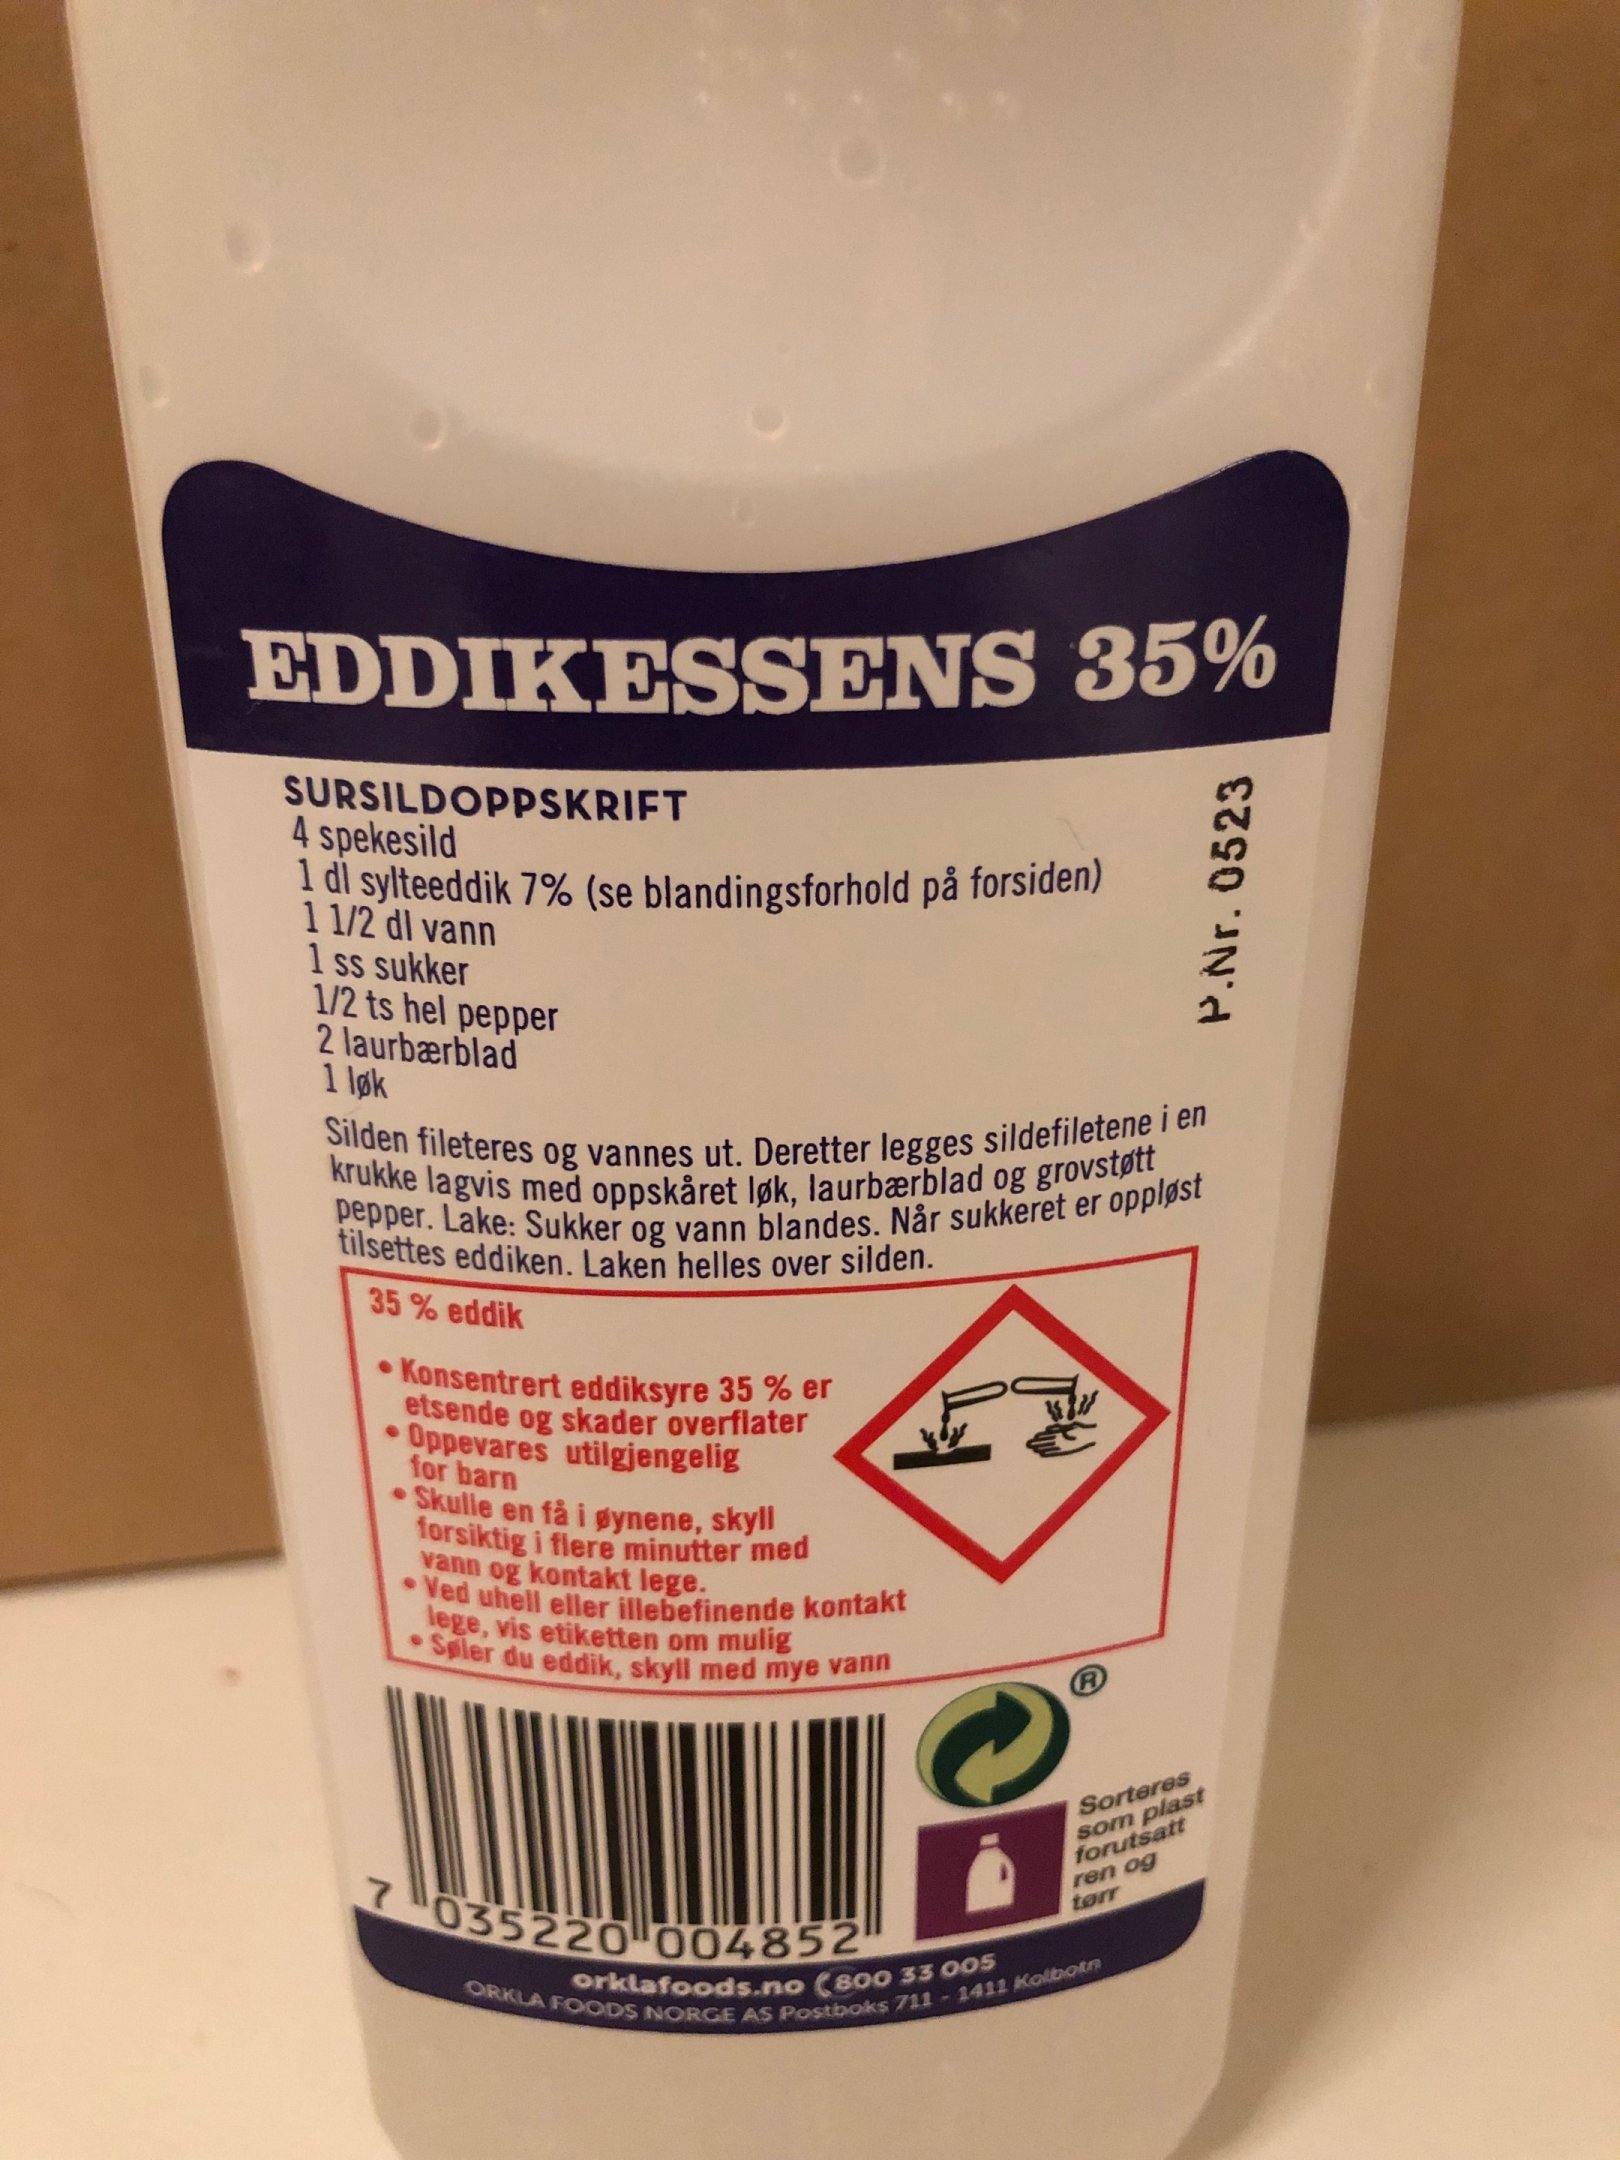 EDDIKESSENS 35%
SURSILDOPPSKRIFT
4 spekesild
1 dl sylteeddik 7% (se blandingsforhold på forsiden)
1 1/2 dl vann
1 ss sukker
1/2 ts hel pepper
2 laurbærblad
1 løk
P.Nr. 0523
Silden fileteres og vannes ut. Deretter legges sildefiletene i en
krukke lagvis med oppskåret løk, laurbærblad og grovstøtt
pepper. Lake: Sukker og vann blandes. Når sukkeret er oppløst
tilsettes eddiken. Laken helles over silden.
35 % eddik
• Konsentrert eddiksyre 35 % er
etsende og skader overflater
• Oppevares utilgjengelig
for barn
• Skulle en få i øynene, skyll
forsiktig i flere minutter med
vann og kontakt lege.
• Ved uhell eller illebefinende kontakt
lege, vis etiketten om mulig
• Søler du eddik, skyll med mye vann
®
Sorteres
som plast
forutsatt
ren og
tørr
7 035220 004852
orklafoods.no 800 33 005
ORKLA FOODS NORGE AS Postboks 711 - 1411 Kolbotn